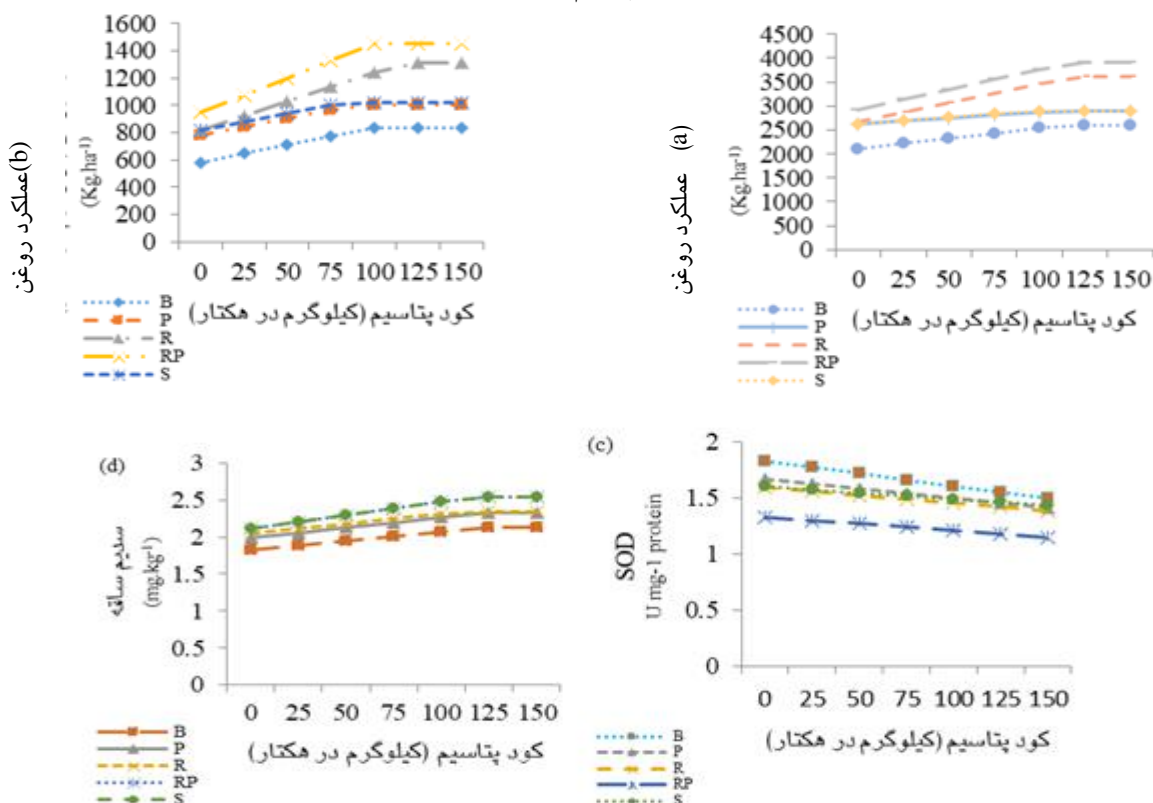 (b)عملکرد روغن
(Kg.ha-1)
1600
1400
1200
1000
800
600
400
200
0
0 25 50 75 100 125 150
کود پتاسیم (کیلوگرم در هکتار)
B
P
R
RP
S
(a) عملکرد روغن
(Kg.ha-1)
4500
4000
3500
3000
2500
2000
1500
1000
500
0
0 25 50 75 100 125 150
کود پتاسیم (کیلوگرم در هکتار)
B
P
R
RP
S
(d)
سدیم ساقه
(mg.kg-1)
3
2.5
2
1.5
1
0.5
0
0 25 50 75 100 125 150
کود پتاسیم (کیلوگرم در هکتار)
B
P
R
RP
S
(c)
SOD
U mg-1 protein
2
1.5
1
0.5
0
0 25 50 75 100 125 150
کود پتاسیم (کیلوگرم در هکتار)
B
P
R
RP
S